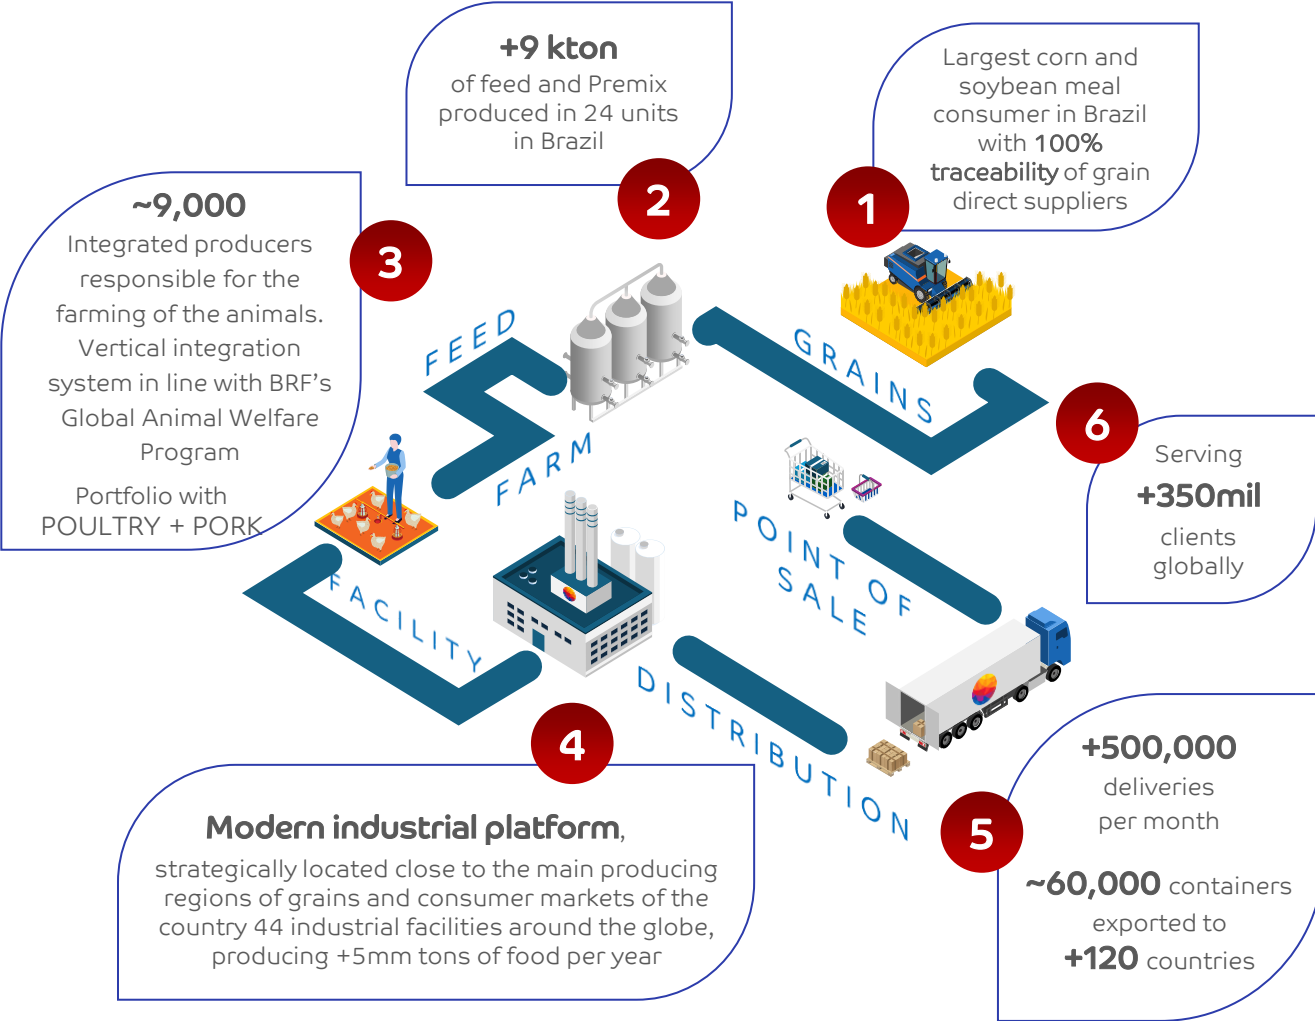 1
Largest corn and
soybean meal
consumer in Brazil
with 100%
traceability of grain
direct suppliers
GRAINS
2
+9 kton
of feed and Premix
produced in 24 units
in Brazil
FEED
3
~9,000
Integrated producers
responsible for the
farming of the animals.
Vertical integration
system in line with BRF's
Global Animal Welfare
Program
Portfolio with
POULTRY + PORK
FARM
FACILITY
4
Modern industrial platform,
strategically located close to the main producing
regions of grains and consumer markets of the
country 44 industrial facilities around the globe,
producing +5mm tons of food per year
DISTRIBUTION
5
+500,000
deliveries
per month
~60,000 containers
exported to
+120 countries
POINT OF
SALE
6
Serving
+350mil
clients
globally